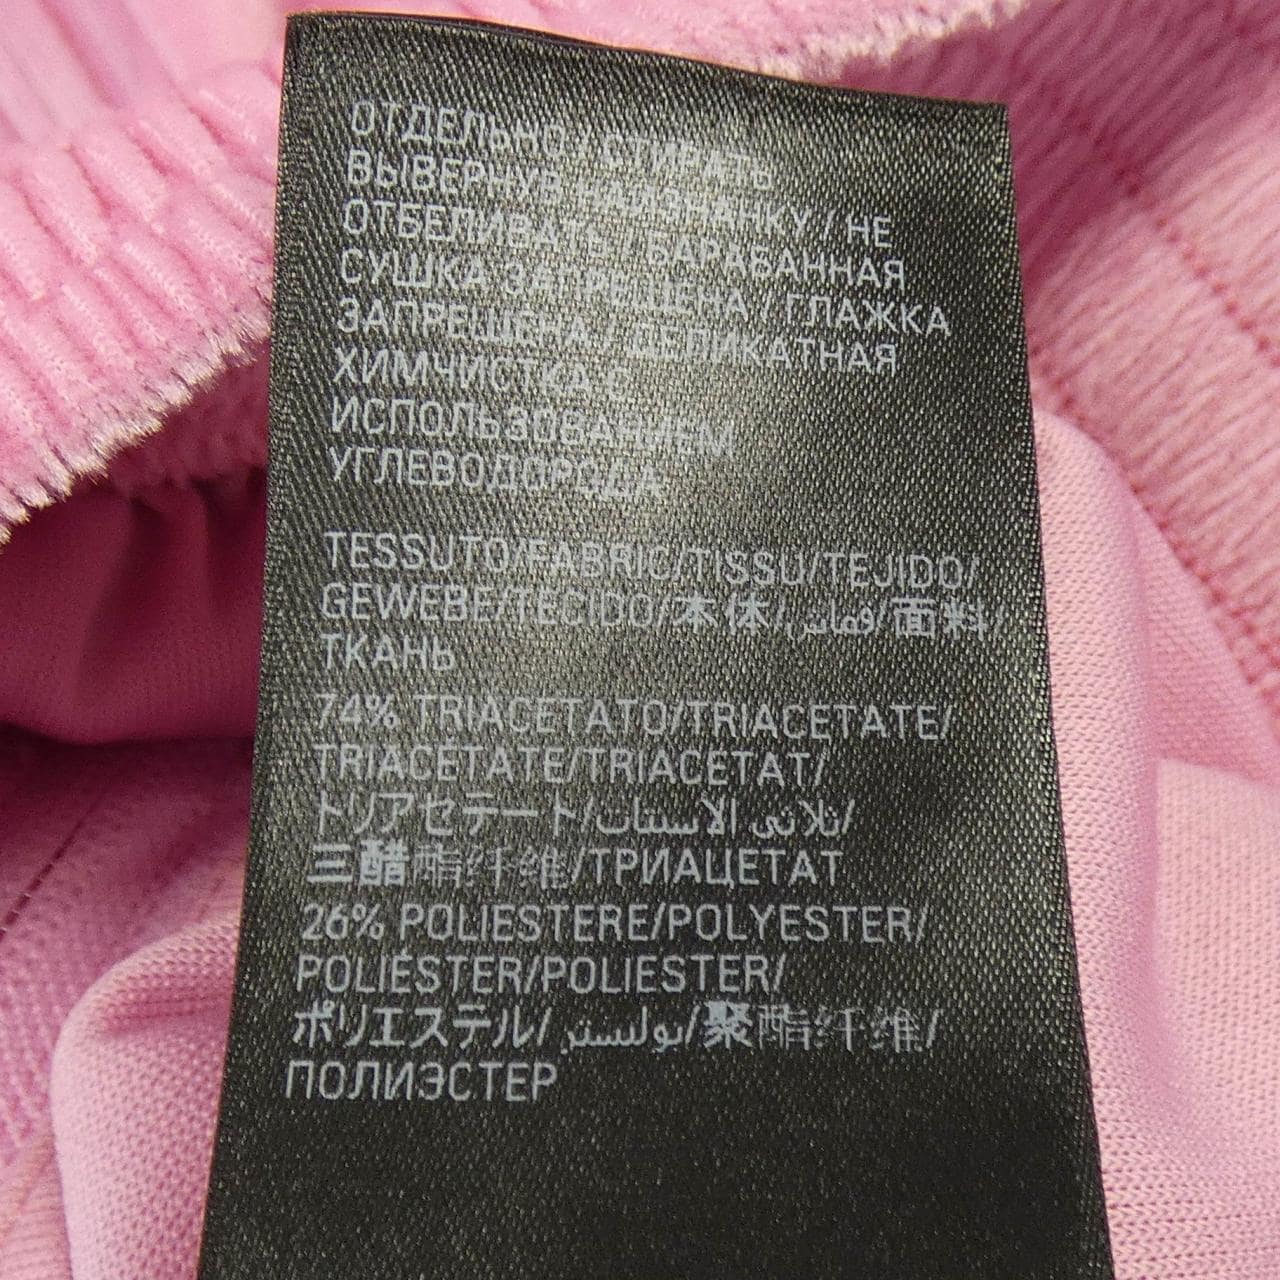 ОТДЕЛЬНО / СТИРАТЬ
ВЫВЕРНУВ НАИЗНАНКУ / НЕ
ОТБЕЛИВАТЬ / БАРАБАННАЯ
СУШКА ЗАПРЕЩЕНА / ГЛАЖКА
ЗАПРЕЩЕНА / ДЕЛИКАТНАЯ
ХИМЧИСТКА С
ИСПОЛЬЗОВАНИЕМ
УГЛЕВОДОРОДА
TESSUTO/FABRIC/TISSU/TEJIDO/
GEWEBE/TECIDO/本体/قماش/面料/
ТКАНЬ
74% TRIACETATO/TRIACETATE/
TRIACETATE/TRIACETAT/
トリアセテート/ثلاثي الاستات/
三醋酯纤维/ТРИАЦЕТАТ
26% POLIESTERE/POLYESTER/
POLIÉSTER/POLIESTER/
ポリエステル/بوليستر/聚酯纤维/
ПОЛИЭСТЕР